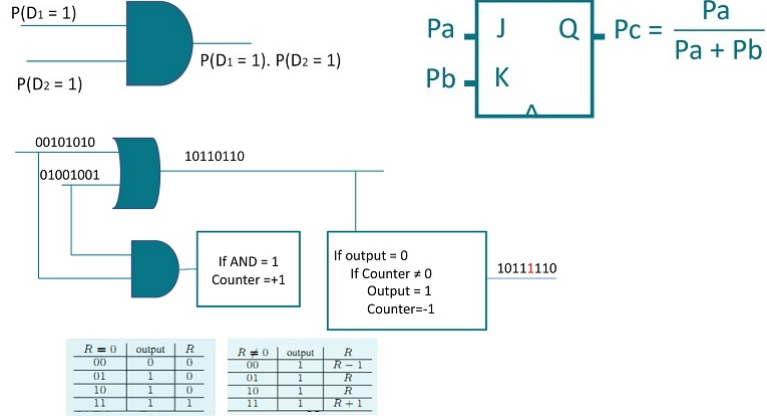 P(D1 = 1)
P(D2 = 1)
P(D1 = 1). P(D2 = 1)
Pa J Q Pc = Pa
Pa + Pb
Pb K
00101010
01001001
10110110
If AND = 1
Counter =+1
If output = 0
If Counter ≠ 0
Output = 1
Counter=-1
10111110
R = 0 output R
00 0 0
01 1 0
10 1 0
11 1 1
R ≠ 0 output R
00 1 R − 1
01 1 R
10 1 R
11 1 R + 1